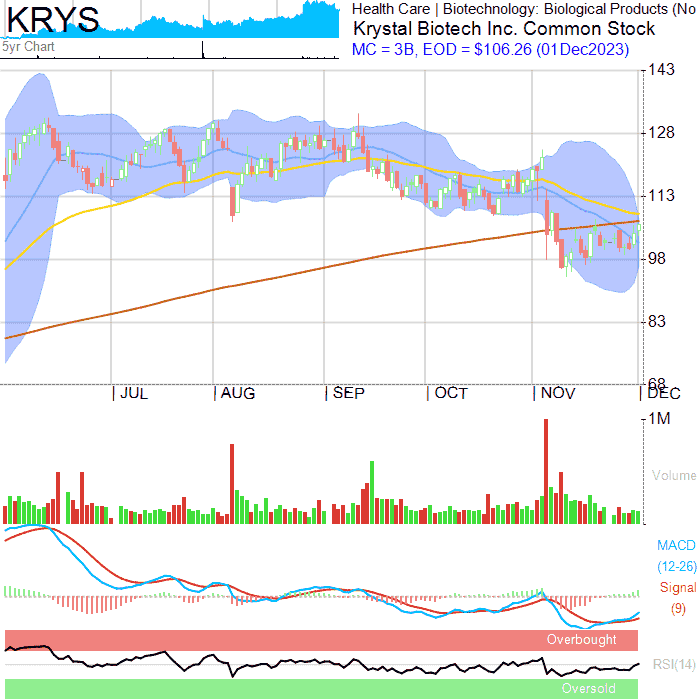 KRYS
5yr Chart
Health Care | Biotechnology: Biological Products (No
Krystal Biotech Inc. Common Stock
MC = 3B, EOD = $106.26 (01Dec2023)
143
128
113
98
83
68
JUL
AUG
SEP
OCT
NOV
DEC
1M
Volume
MACD
(12-26)
Signal
(9)
Overbought
RSI(14)
Oversold